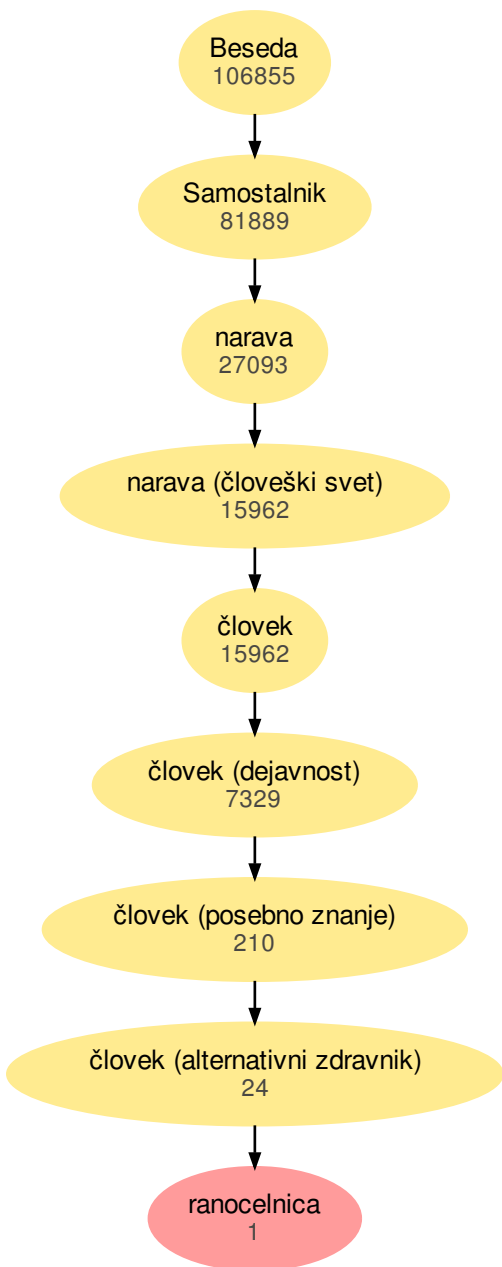 Beseda
106855
Samostalnik
81889
narava
27093
narava (človeški svet)
15962
človek
15962
človek (dejavnost)
7329
človek (posebno znanje)
210
človek (alternativni zdravnik)
24
ranocelnica
1